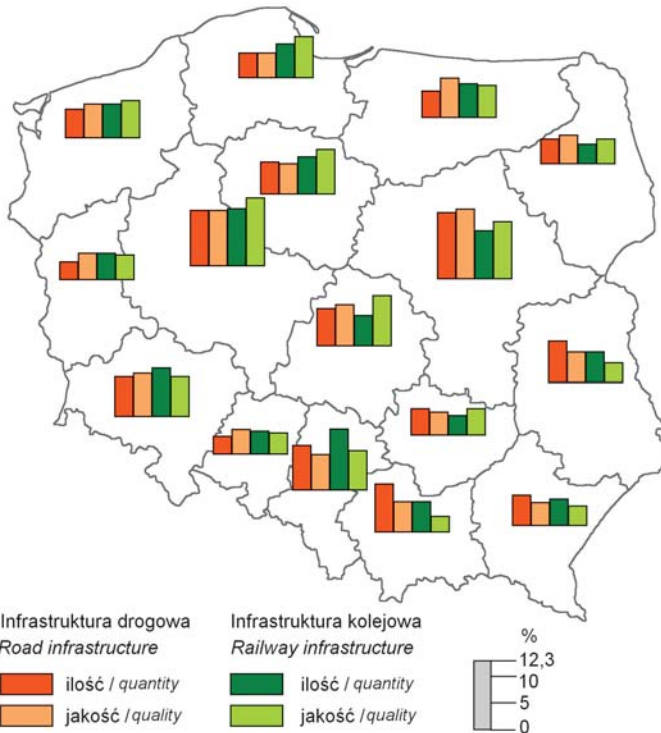 Infrastruktura drogowa
Road infrastructure
ilość / quantity
jakość / quality
Infrastruktura kolejowa
Railway infrastructure
ilość / quantity
jakość / quality
%
12,3
10
5
0